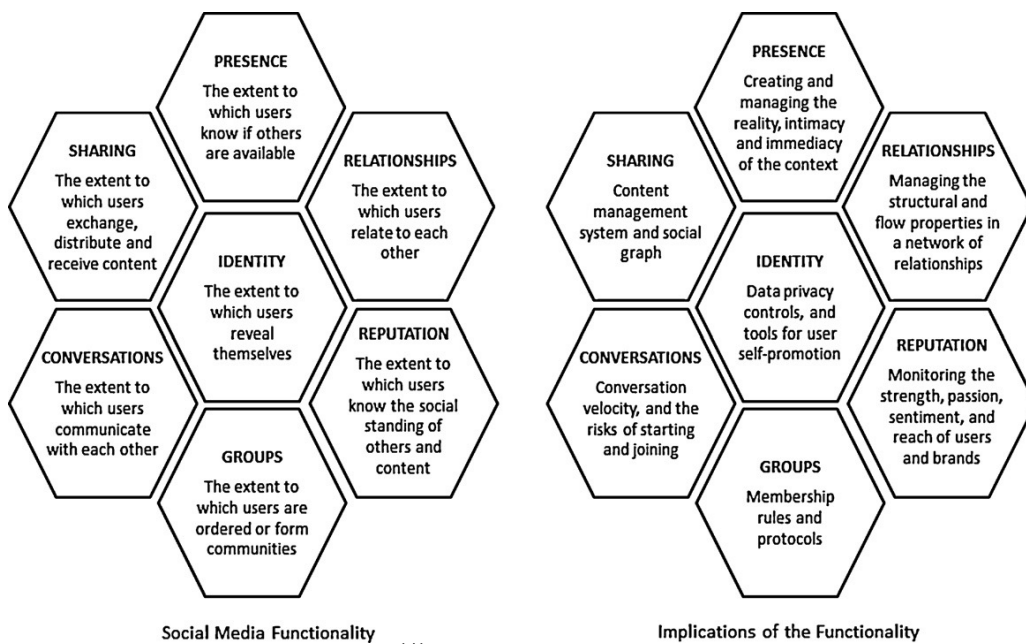 PRESENCE
The extent to
which users
know if others
are available
SHARING
The extent to
which users
exchange,
distribute and
receive content
RELATIONSHIPS
The extent to
which users
relate to each
other
IDENTITY
The extent to
which users
reveal
themselves
CONVERSATIONS
The extent to
which users
communicate
with each other
REPUTATION
The extent to
which users
know the social
standing of
others and
content
GROUPS
The extent to
which users are
ordered or form
communities
Social Media Functionality
PRESENCE
Creating and
managing the
reality, intimacy
and immediacy
of the context
SHARING
Content
management
system and social
graph
RELATIONSHIPS
Managing the
structural and
flow properties in
a network of
relationships
IDENTITY
Data privacy
controls, and
tools for user
self-promotion
CONVERSATIONS
Conversation
velocity, and the
risks of starting
and joining
REPUTATION
Monitoring the
strength, passion,
sentiment, and
reach of users
and brands
GROUPS
Membership
rules and
protocols
Implications of the Functionality